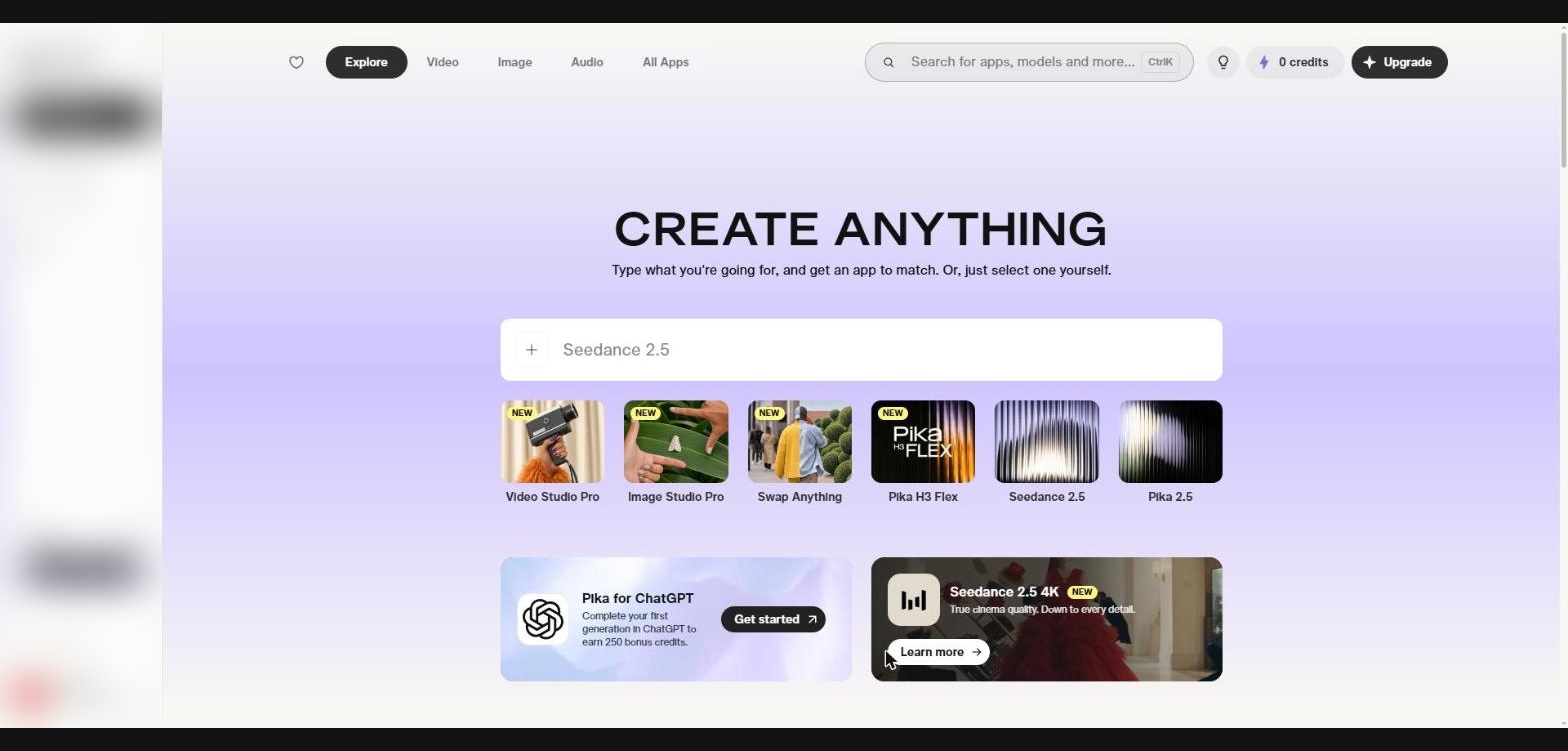 Explore
Video
Image
Audio
All Apps
Search for apps, models and more...
CtrlK
0 credits
Upgrade
CREATE ANYTHING
Type what you're going for, and get an app to match. Or, just select one yourself.
Seedance 2.5
NEW
NEW
NEW
NEW
Pika
H3 FLEX
Video Studio Pro
Image Studio Pro
Swap Anything
Pika H3 Flex
Seedance 2.5
Pika 2.5
Pika for ChatGPT
Complete your first
generation in ChatGPT to
earn 250 bonus credits.
Get started
Seedance 2.5 4K
NEW
True cinema quality. Down to every detail.
Learn more